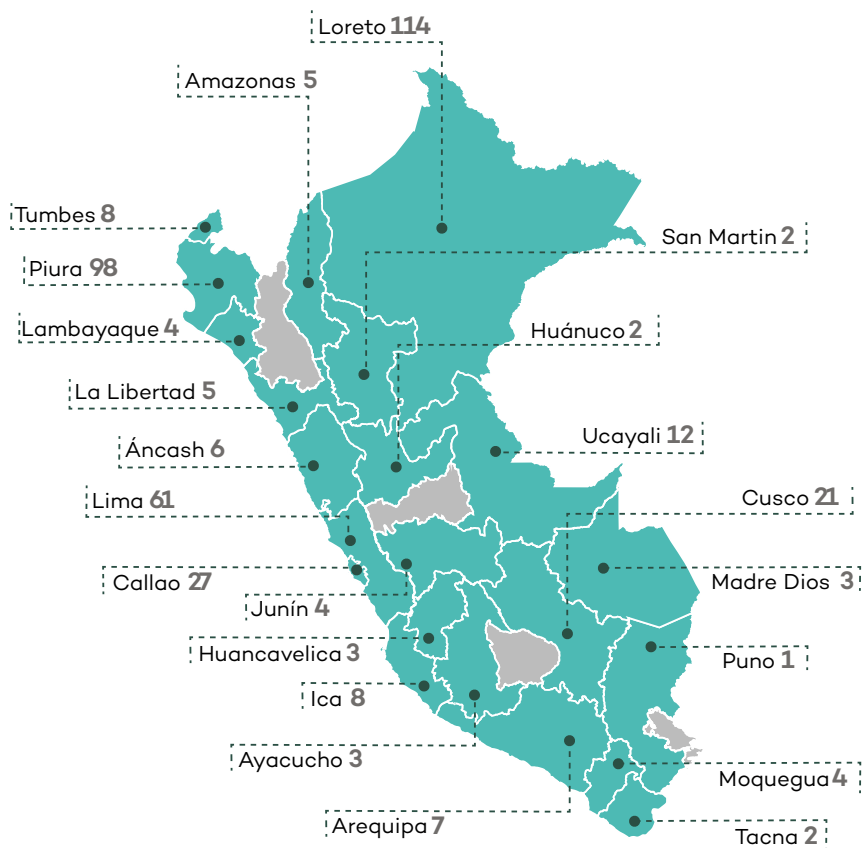 Loreto 114
Amazonas 5
Tumbes 8
San Martin 2
Piura 98
Lambayaque 4
Huánuco 2
La Libertad 5
Ucayali 12
Áncash 6
Cusco 21
Lima 61
Callao 27
Madre Dios 3
Junín 4
Huancavelica 3
Puno 1
Ica 8
Ayacucho 3
Moquegua 4
Arequipa 7
Tacna 2